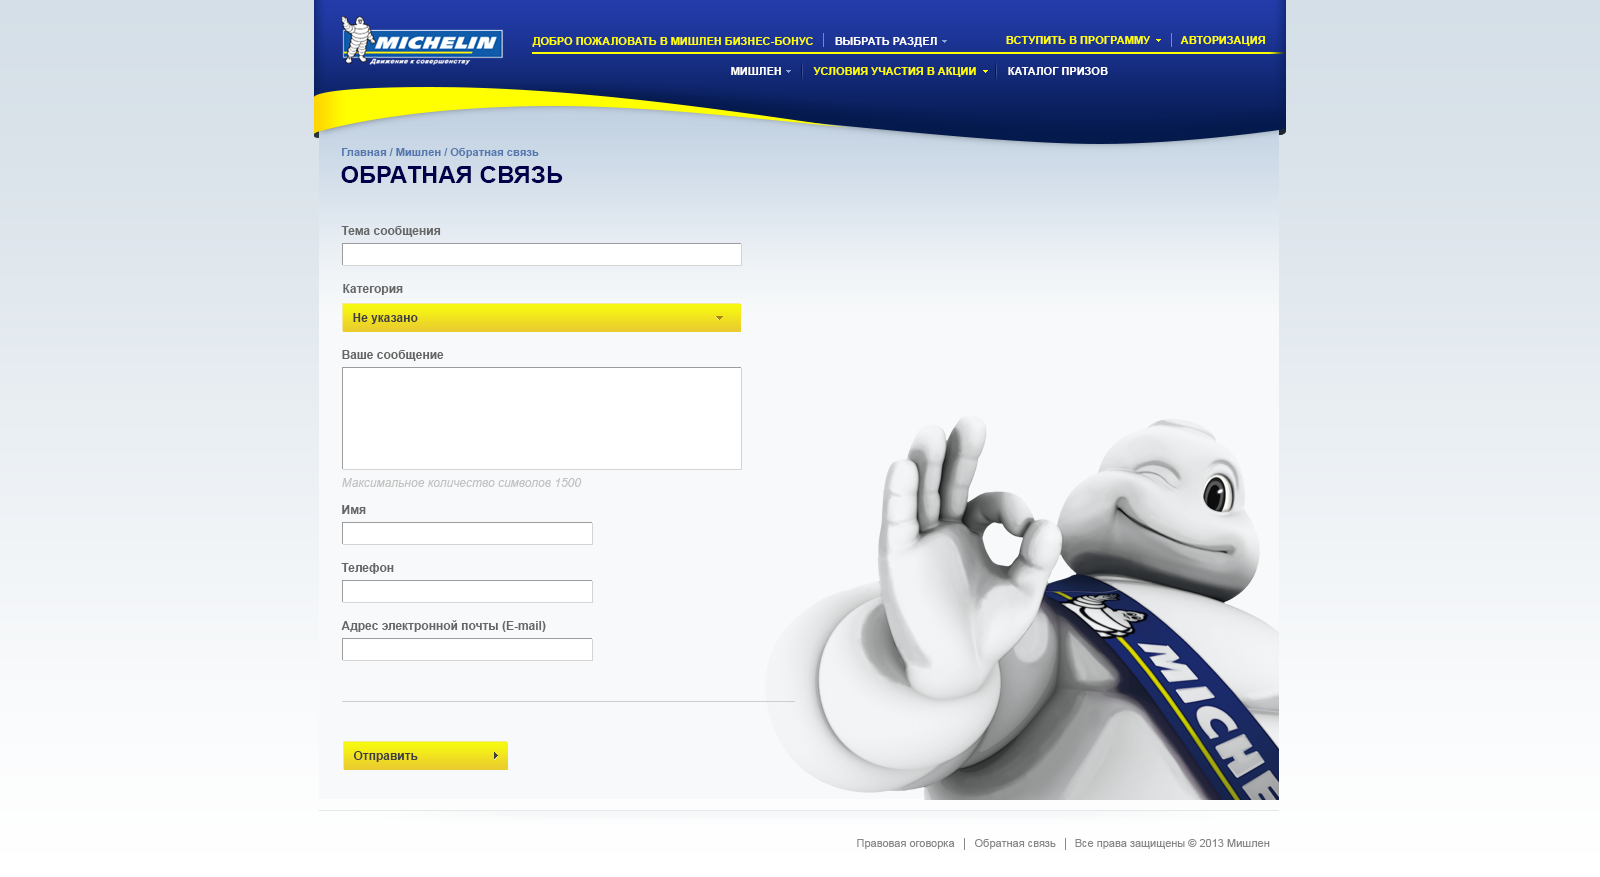 MICHELIN
Движение к совершенству
ДОБРО ПОЖАЛОВАТЬ В МИШЛЕН БИЗНЕС-БОНУС
ВЫБРАТЬ РАЗДЕЛ
ВСТУПИТЬ В ПРОГРАММУ
АВТОРИЗАЦИЯ
МИШЛЕН
УСЛОВИЯ УЧАСТИЯ В АКЦИИ
КАТАЛОГ ПРИЗОВ
Главная / Мишлен / Обратная связь
ОБРАТНАЯ СВЯЗЬ
Тема сообщения
Категория
Не указано
Ваше сообщение
Максимальное количество символов 1500
Имя
Телефон
Адрес электронной почты (E-mail)
MICHE
Отправить
Правовая оговорка | Обратная связь | Все права защищены © 2013 Мишлен